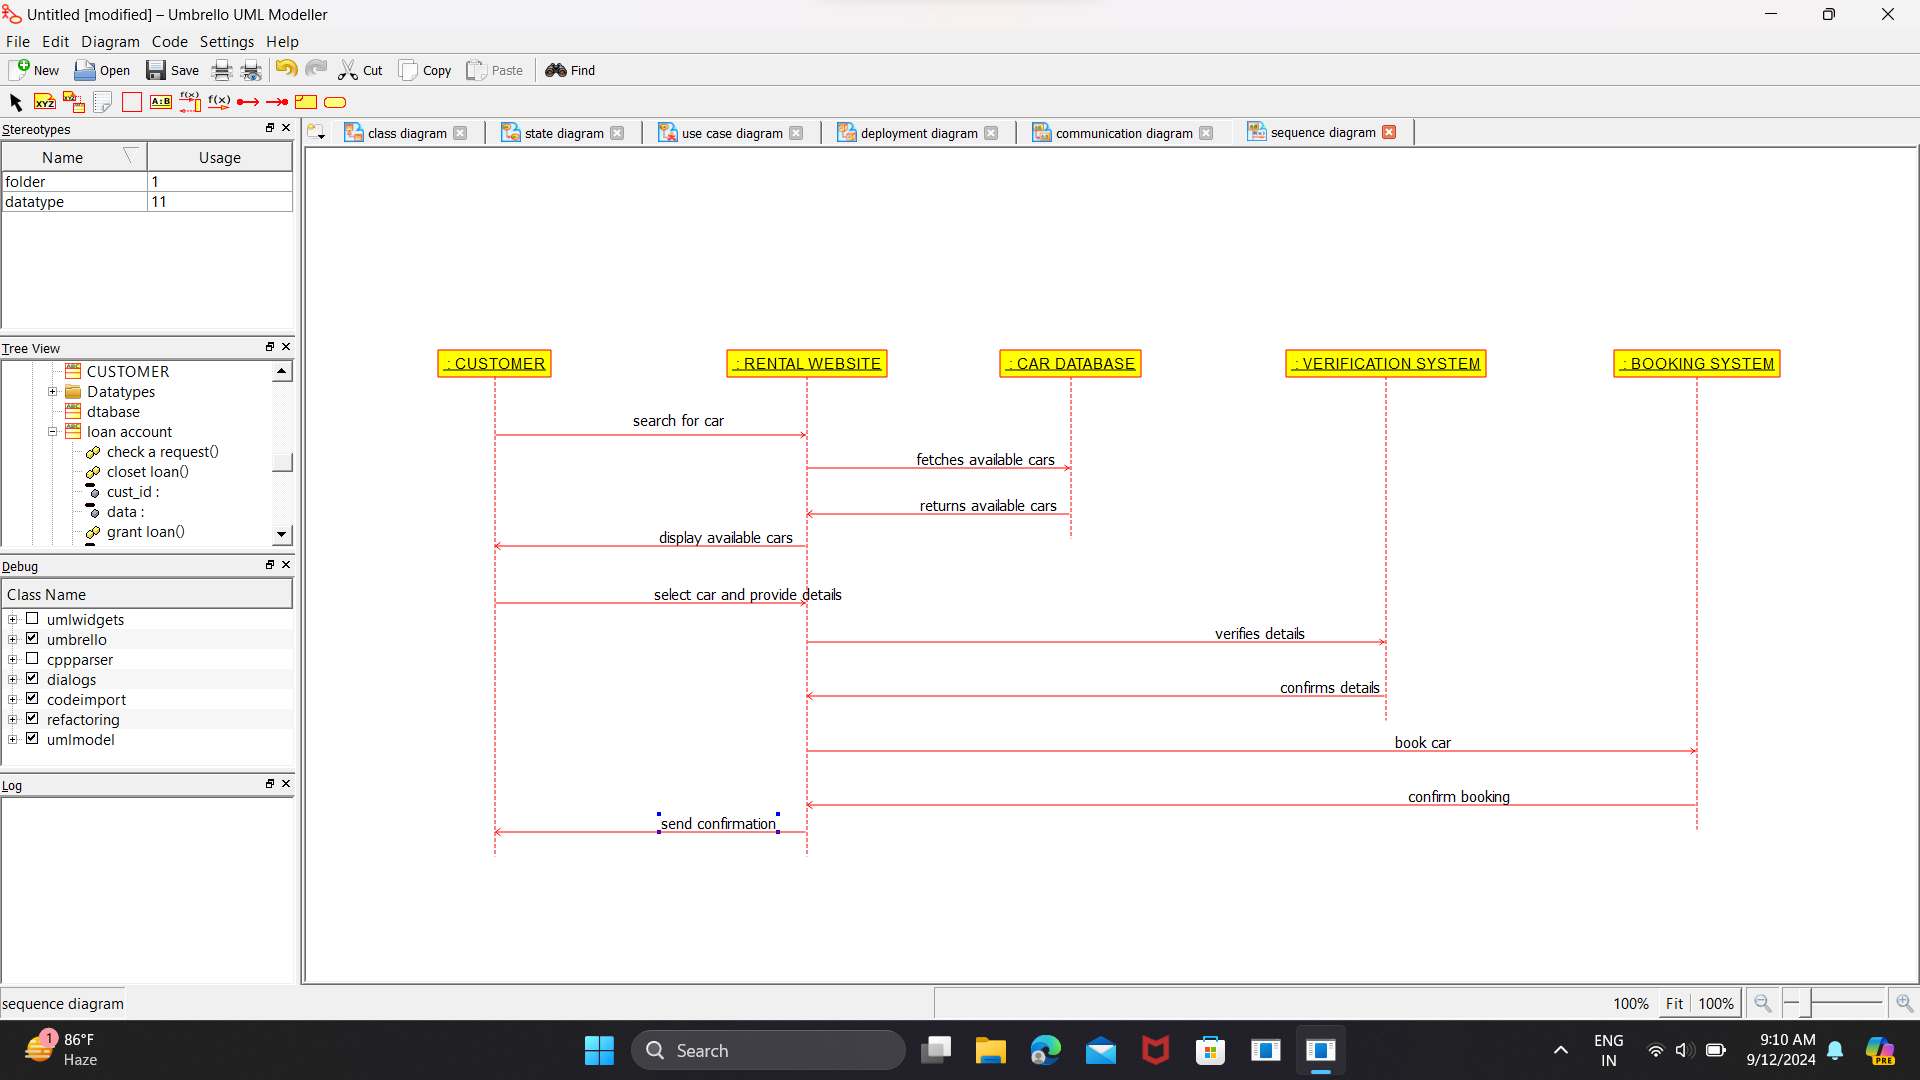 Untitled [modified] – Umbrello UML Modeller
File Edit Diagram Code Settings Help
New Open Save Cut Copy Paste Find
XYZ A:B f(x) f(x)
Stereotypes
class diagram state diagram use case diagram deployment diagram communication diagram sequence diagram
Name Usage
folder 1
datatype 11
Tree View
CUSTOMER
Datatypes
dtabase
loan account
check a request()
closet loan()
cust_id :
data :
grant loan()
: CUSTOMER : RENTAL WEBSITE : CAR DATABASE : VERIFICATION SYSTEM : BOOKING SYSTEM
search for car
fetches available cars
returns available cars
display available cars
select car and provide details
verifies details
confirms details
book car
confirm booking
send confirmation
Debug
Class Name
umlwidgets
umbrello
cppparser
dialogs
codeimport
refactoring
umlmodel
Log
sequence diagram 100% Fit 100%
1
86°F
Haze
Search
ENG
IN
9:10 AM
9/12/2024
PRE